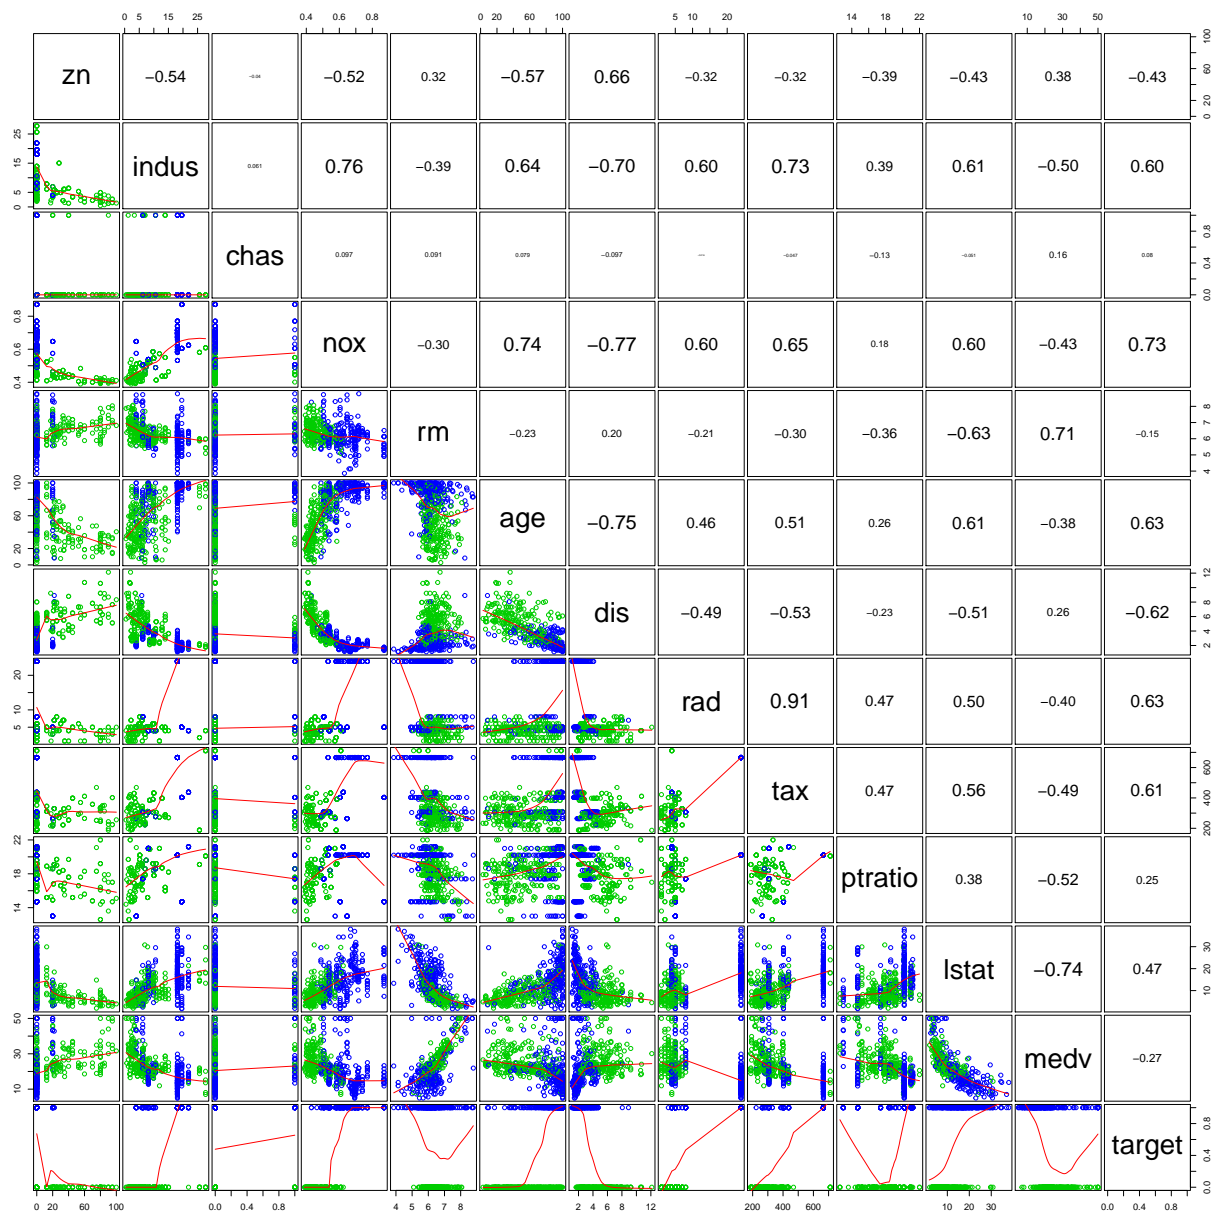 5 15 25 0.4 0.6 0.8 0 20 60 100 5 10 20 14 18 22 10 30 50
zn −0.54 −0.04 −0.52 0.32 −0.57 0.66 −0.32 −0.32 −0.39 −0.43 0.38 −0.43 0 20 60 100
0 5 15 25 indus 0.061 0.76 −0.39 0.64 −0.70 0.60 0.73 0.39 0.61 −0.50 0.60
chas 0.097 0.091 0.079 −0.097 −0.047 −0.13 −0.051 0.16 0.08 0.0 0.4 0.8
0.4 0.6 0.8 nox −0.30 0.74 −0.77 0.60 0.65 0.18 0.60 −0.43 0.73
rm −0.23 0.20 −0.21 −0.30 −0.36 −0.63 0.71 −0.15 4 5 6 7 8
0 20 60 100 age −0.75 0.46 0.51 0.26 0.61 −0.38 0.63
dis −0.49 −0.53 −0.23 −0.51 0.26 −0.62 2 4 6 8 12
5 10 20 rad 0.91 0.47 0.50 −0.40 0.63
tax 0.47 0.56 −0.49 0.61 200 400 600
14 18 22 ptratio 0.38 −0.52 0.25
lstat −0.74 0.47 10 20 30
10 30 50 medv −0.27
target 0.0 0.4 0.8
0 20 40 60 80 100 0.0 0.4 0.8 4 5 6 7 8 2 4 6 8 12 200 400 600 10 20 30 0.0 0.4 0.8